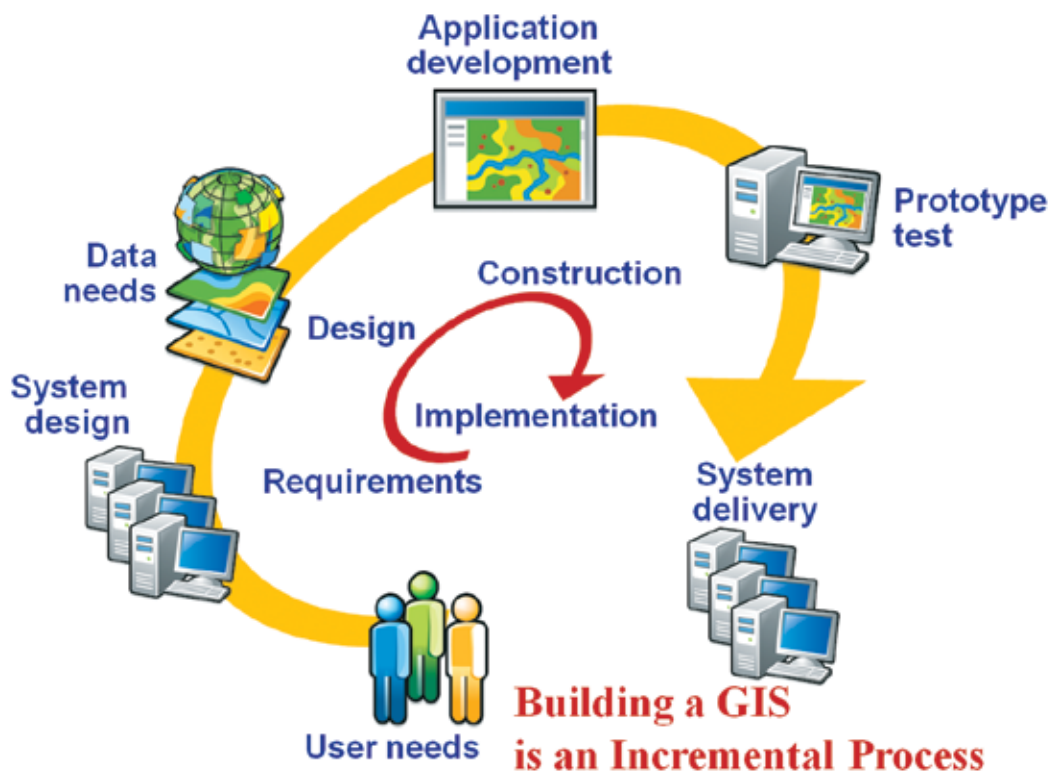 Application
development
Prototype
test
Data
needs
Construction
Design
System
design
Implementation
Requirements
System
delivery
User needs
Building a GIS
is an Incremental Process